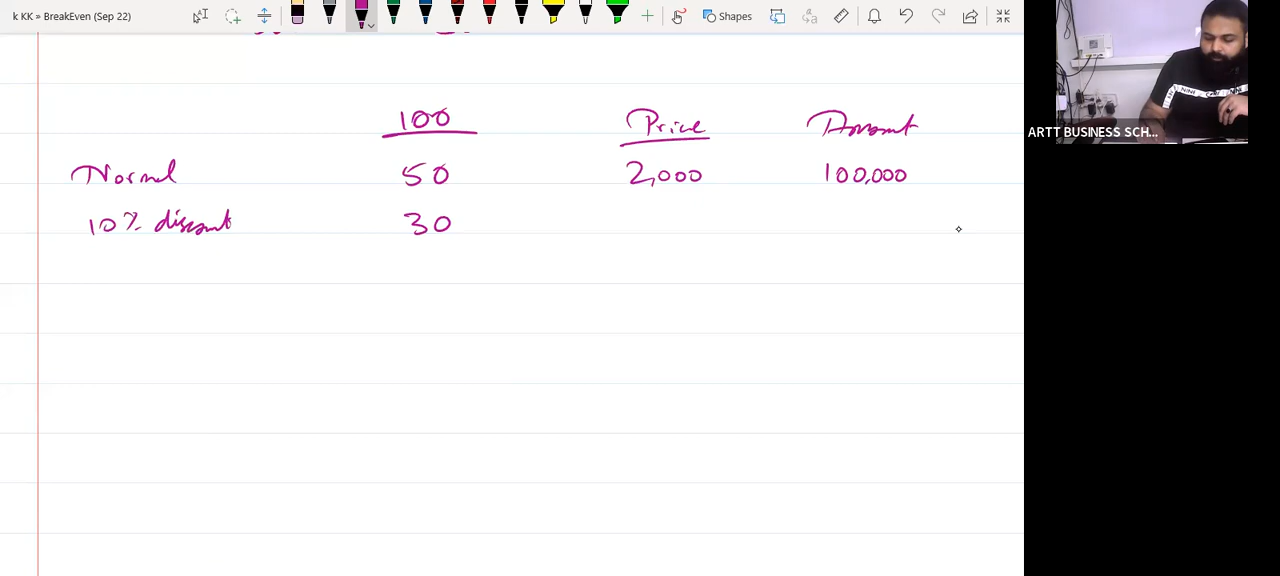 k KK » BreakEven (Sep 22) Shapes
100 Price Amount
Normal 50 2,000 100,000
10% discount 30
ARTT BUSINESS SCH...